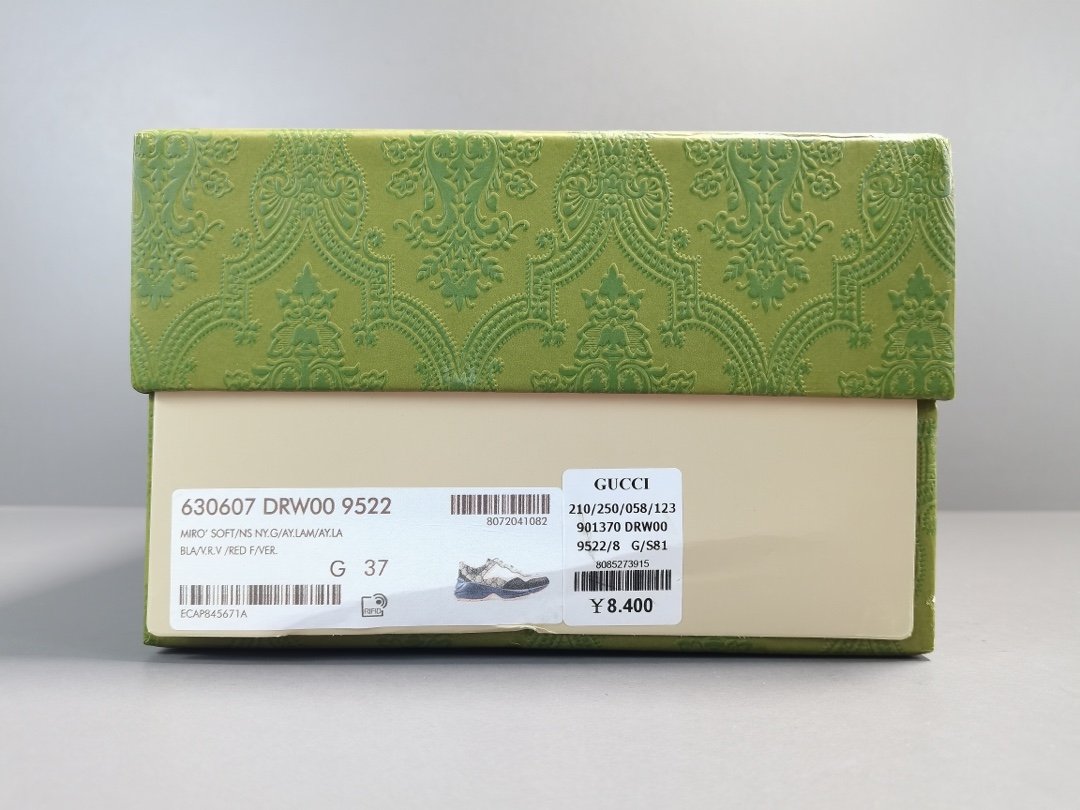 630607 DRW00 9522
8072041082
MIRO' SOFT/NS NY.G/AY.LAM/AY.LA
BLA/V.R.V /RED F/VER.
G 37
ECAP845671A
RFID
GUCCI
210/250/058/123
901370 DRW00
9522/8 G/S81
8085273915
¥8.400